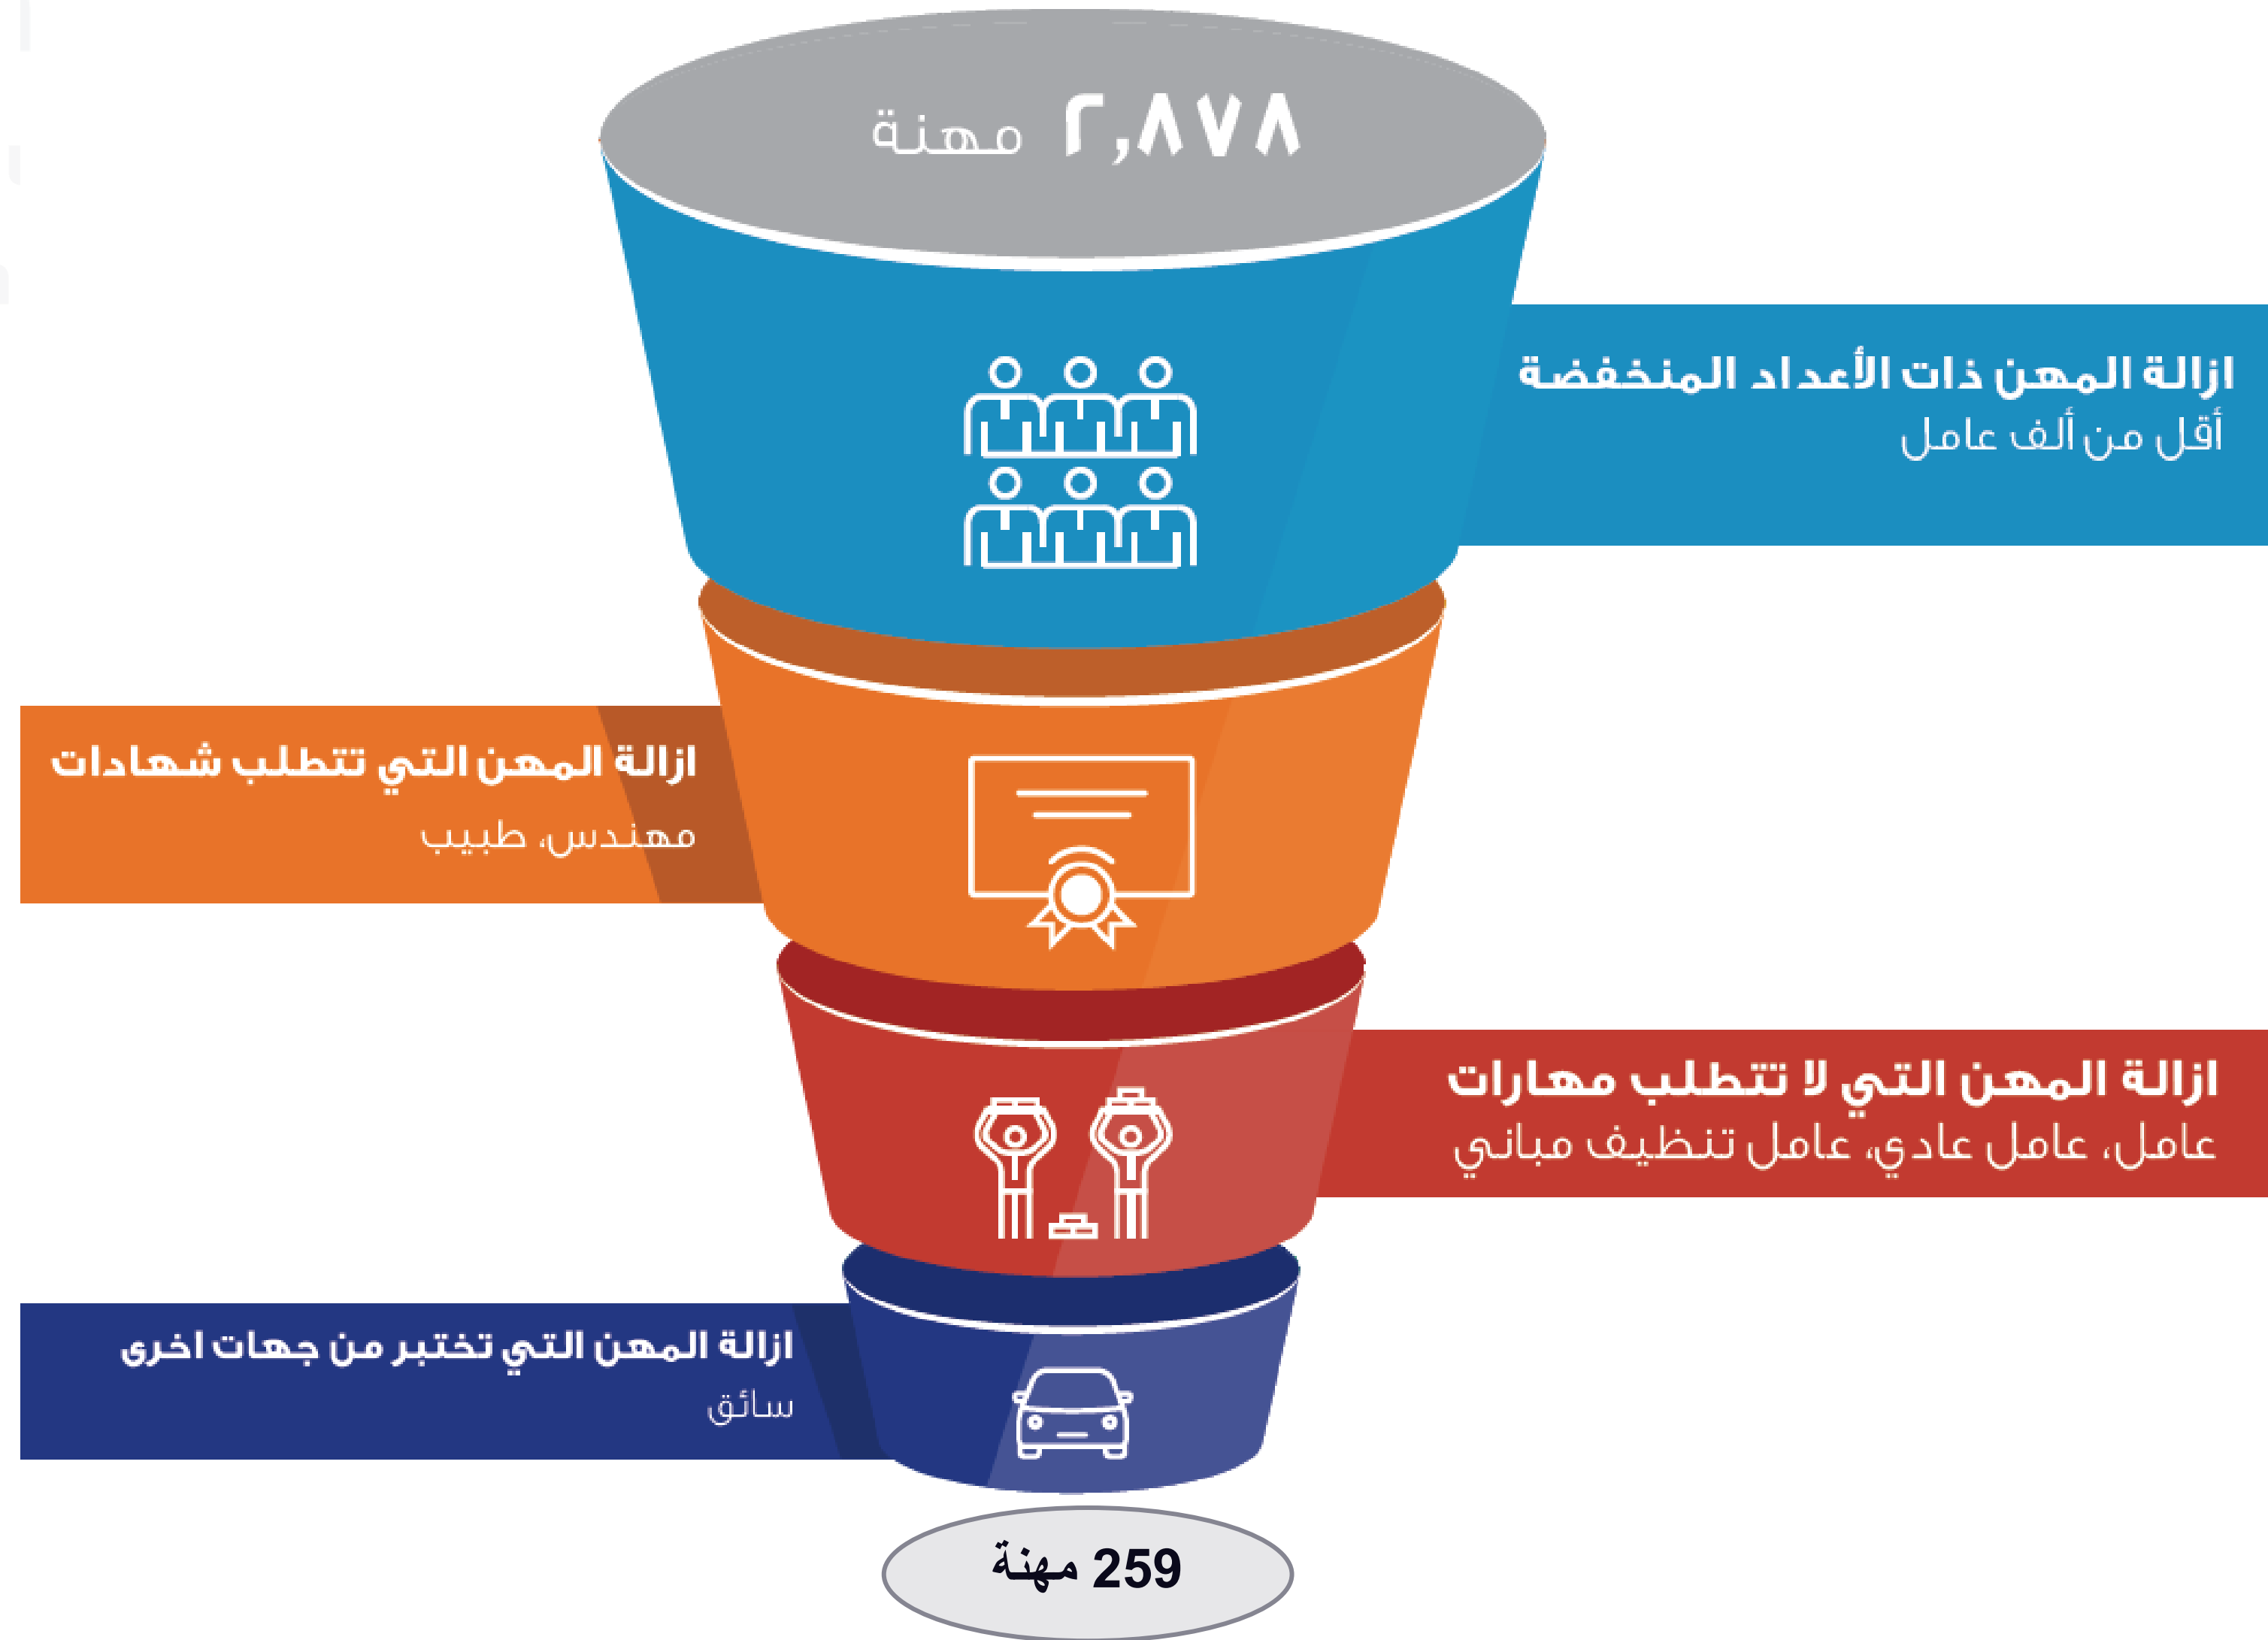 ٢,٨٧٨ مهنة
ازالة المهن ذات الأعداد المنخفضة
أقل من ألف عامل
ازالة المهن التي تتطلب شهادات
مهندس، طبيب
ازالة المهن التي لا تتطلب مهارات
عامل، عامل عادي، عامل تنظيف مباني
ازالة المهن التي تختبر من جهات اخرى
سائق
259 مهنة